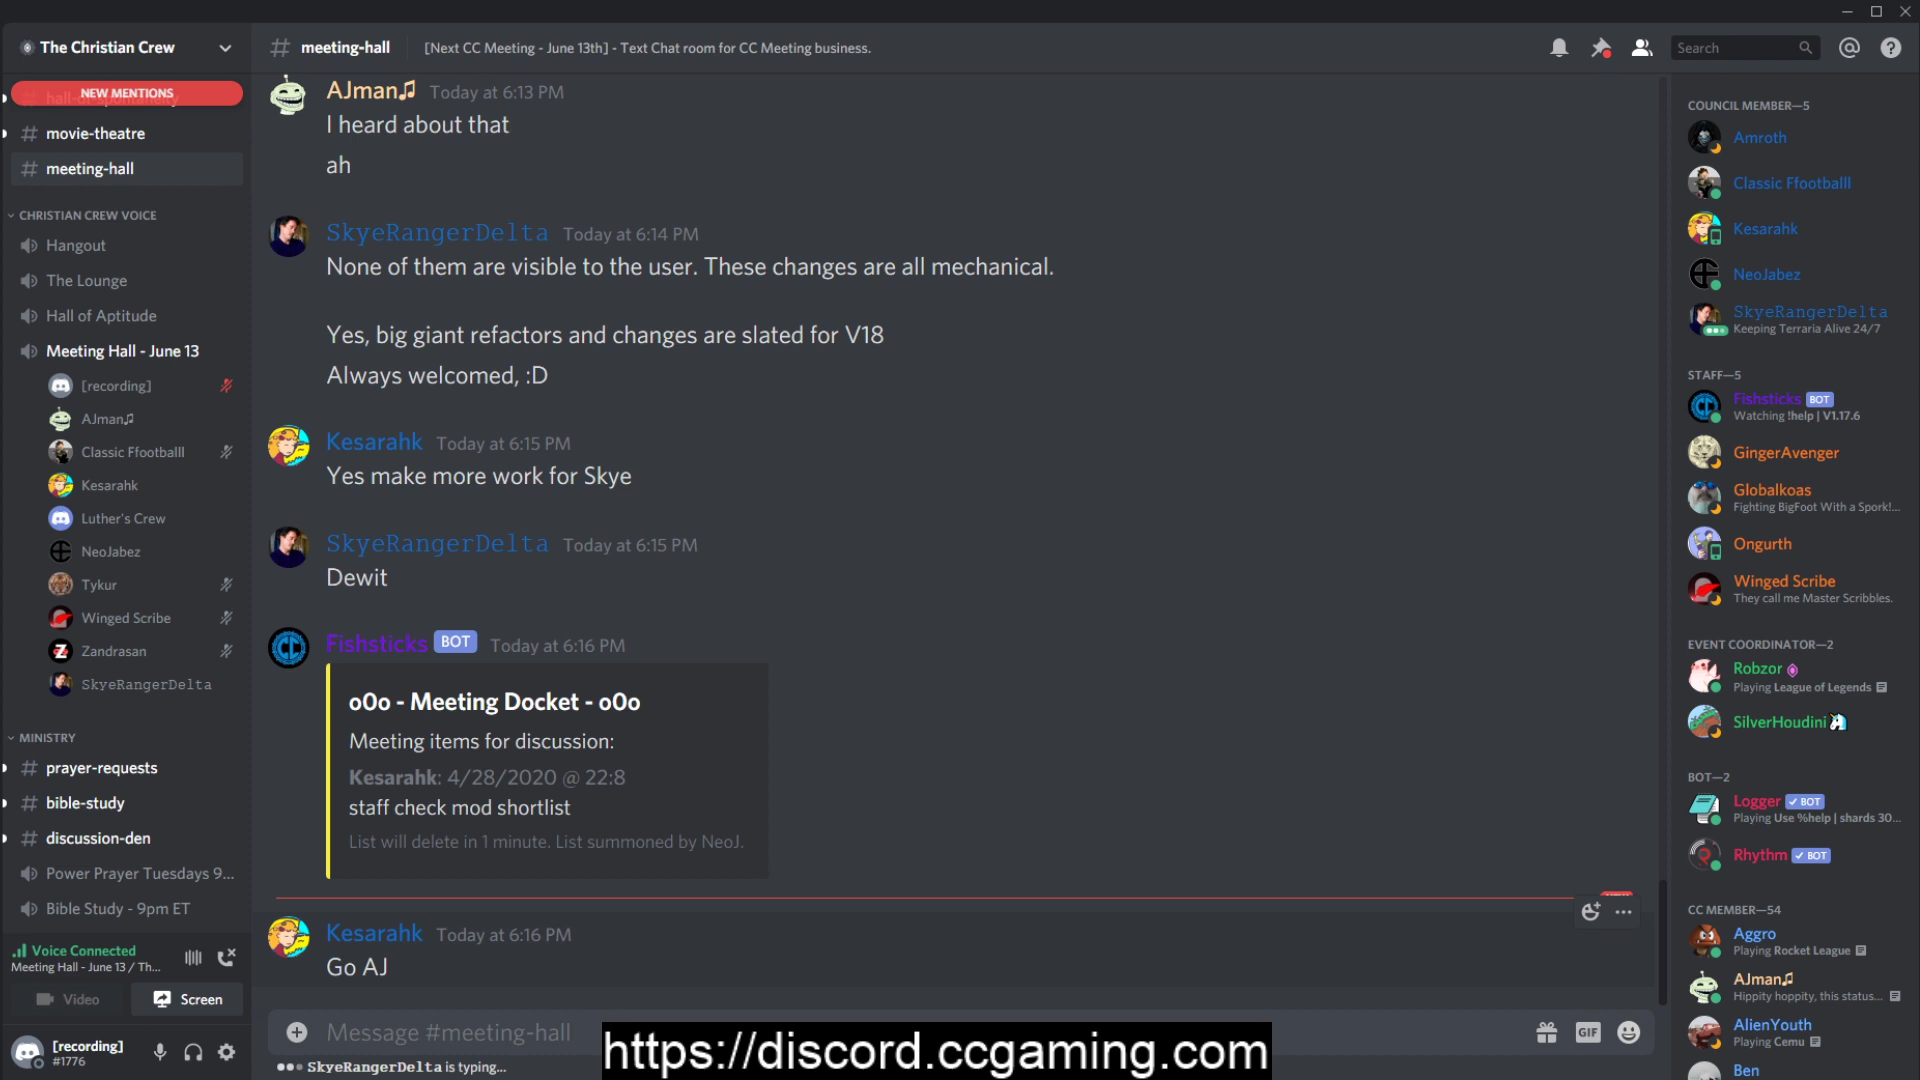 The Christian Crew
NEW MENTIONS
movie-theatre
meeting-hall
CHRISTIAN CREW VOICE
Hangout
The Lounge
Hall of Aptitude
Meeting Hall - June 13
[recording]
AJman♫
Classic Ffootballl
Kesarahk
Luther's Crew
NeoJabez
Tykur
Winged Scribe
Zandrasan
SkyeRangerDelta
MINISTRY
prayer-requests
bible-study
discussion-den
Power Prayer Tuesdays 9...
Bible Study - 9pm ET
Voice Connected
Meeting Hall - June 13 / Th...
Video
Screen
[recording]
#1776
# meeting-hall
[Next CC Meeting - June 13th] - Text Chat room for CC Meeting business.
Search
AJman♫ Today at 6:13 PM
I heard about that
ah
SkyeRangerDelta Today at 6:14 PM
None of them are visible to the user. These changes are all mechanical.
Yes, big giant refactors and changes are slated for V18
Always welcomed, :D
Kesarahk Today at 6:15 PM
Yes make more work for Skye
SkyeRangerDelta Today at 6:15 PM
Dewit
Fishsticks BOT Today at 6:16 PM
o0o - Meeting Docket - o0o
Meeting items for discussion:
Kesarahk: 4/28/2020 @ 22:8
staff check mod shortlist
List will delete in 1 minute. List summoned by NeoJ.
Kesarahk Today at 6:16 PM
Go AJ
Message #meeting-hall
GIF
SkyeRangerDelta is typing...
https://discord.ccgaming.com
COUNCIL MEMBER—5
Amroth
Classic Ffootballl
Kesarahk
NeoJabez
SkyeRangerDelta
Keeping Terraria Alive 24/7
STAFF—5
Fishsticks BOT
Watching !help | V1.17.6
GingerAvenger
Globalkoas
Fighting BigFoot With a Spork!...
Ongurth
Winged Scribe
They call me Master Scribbles.
EVENT COORDINATOR—2
Robzor
Playing League of Legends
SilverHoudini
BOT—2
Logger ✓ BOT
Playing Use %help | shards 30...
Rhythm ✓ BOT
CC MEMBER—54
Aggro
Playing Rocket League
AJman♫
Hippity hoppity, this status...
AlienYouth
Playing Cemu
Ben